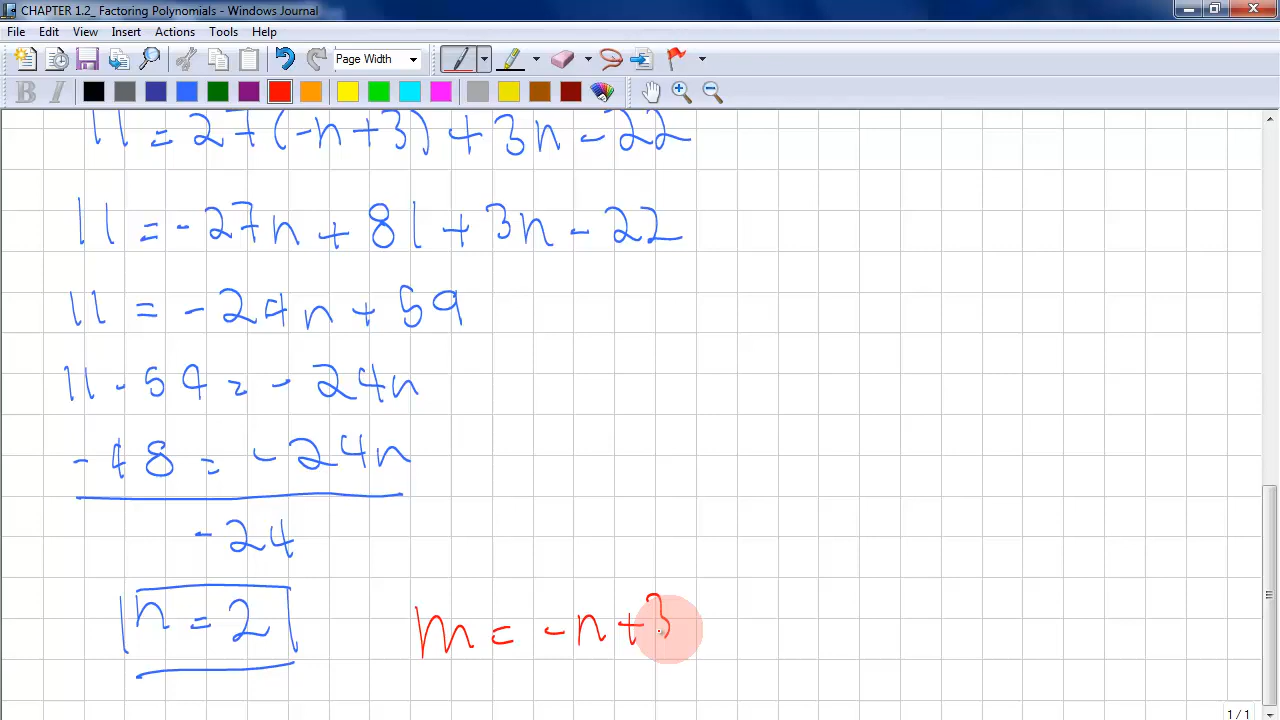 CHAPTER 1.2_ Factoring Polynomials - Windows Journal
File Edit View Insert Actions Tools Help
Page Width
B I
11 = 27(-n+3) + 3n - 22
11 = -27n + 81 + 3n - 22
11 = -24n + 59
11 - 59 = -24n
-48 = -24n
-24
n = 2
m = -n+3
1/1